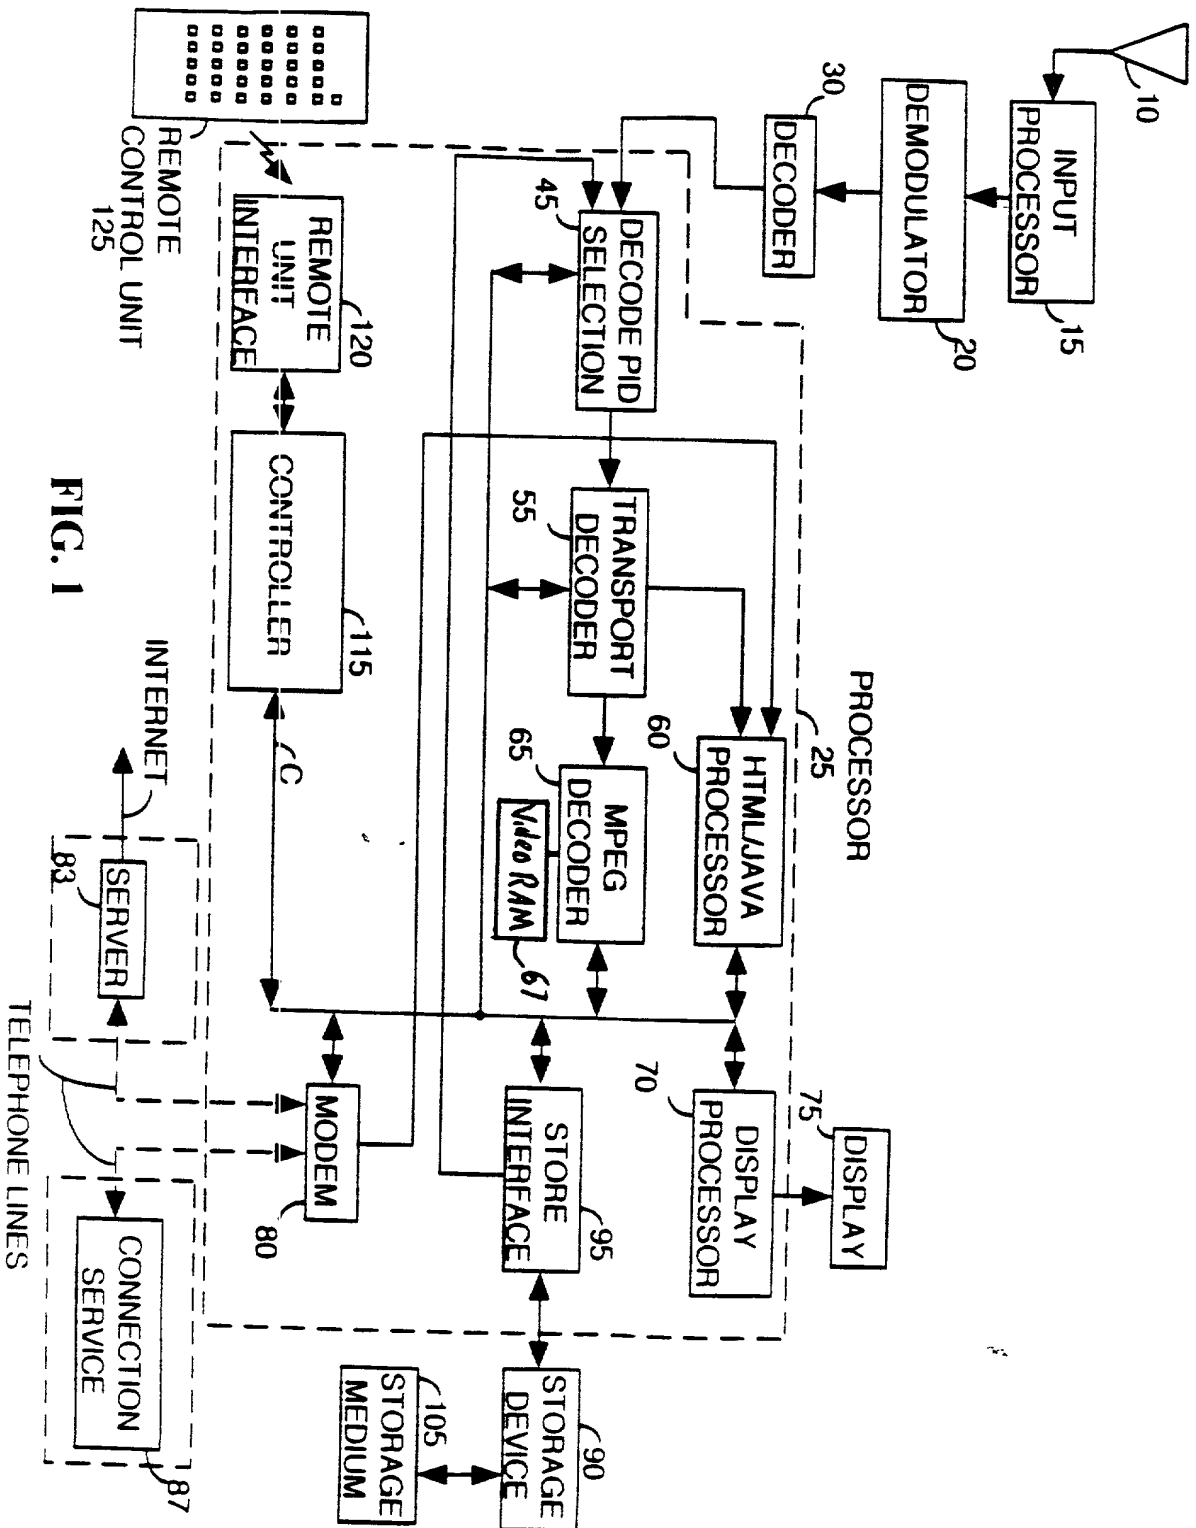 10
INPUT
PROCESSOR
15
DEMODULATOR
20
DECODER
30
PROCESSOR
25
DECODE PID
SELECTION
45
TRANSPORT
DECODER
55
HTML/JAVA
PROCESSOR
60
MPEG
DECODER
65
Video RAM
67
DISPLAY
PROCESSOR
70
DISPLAY
75
STORE
INTERFACE
95
STORAGE
DEVICE
90
STORAGE
MEDIUM
105
REMOTE
UNIT
INTERFACE
120
CONTROLLER
115
C
MODEM
80
REMOTE
CONTROL UNIT
125
INTERNET
SERVER
83
TELEPHONE LINES
CONNECTION
SERVICE
87
FIG. 1